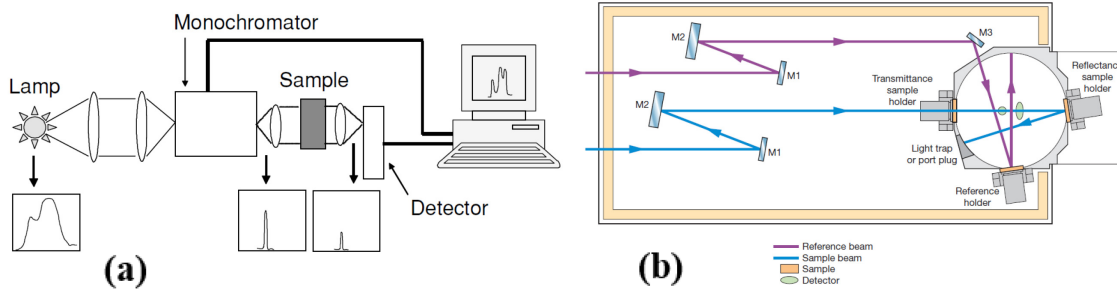 Monochromator
Lamp
Sample
Detector
(a)
M2
M3
M1
Transmittance
sample
holder
Reflectance
sample
holder
M2
M1
Light trap
or port plug
Reference
holder
Reference beam
Sample beam
Sample
Detector
(b)